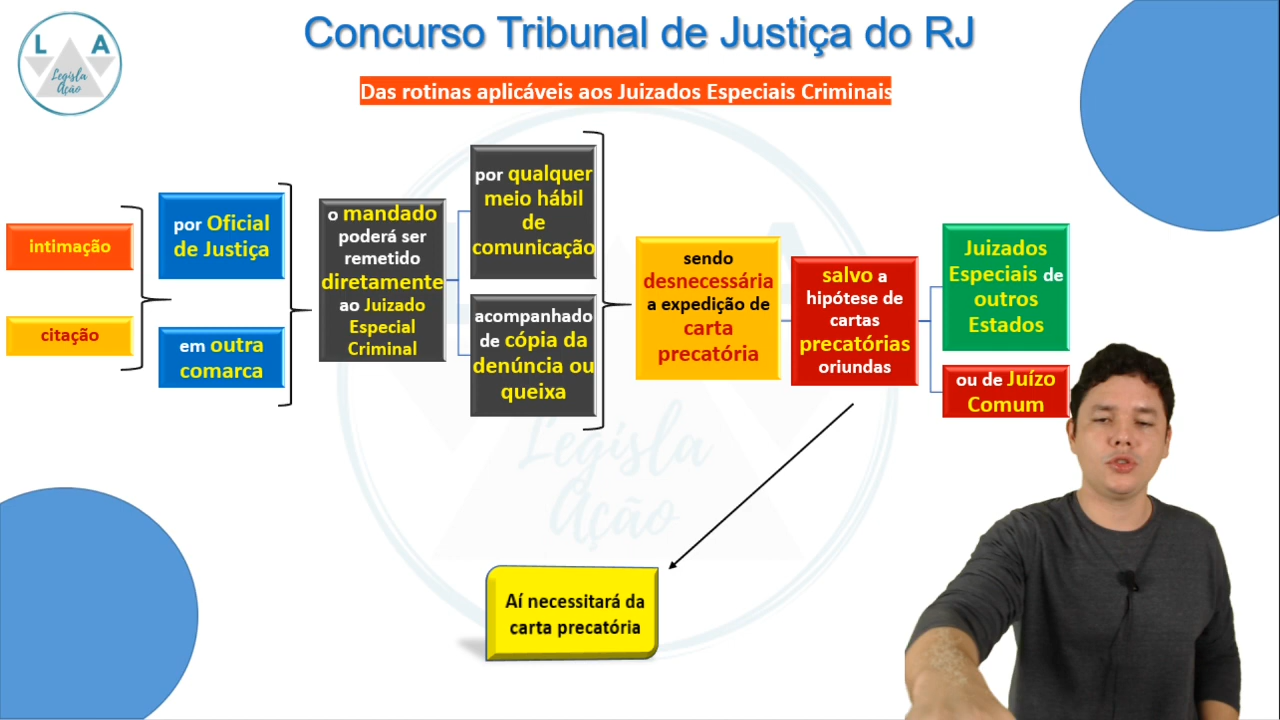 L A
Legisla
Ação
Concurso Tribunal de Justiça do RJ
Das rotinas aplicáveis aos Juizados Especiais Criminais
intimação
citação
por Oficial
de Justiça
em outra
comarca
o mandado
poderá ser
remetido
diretamente
ao Juizado
Especial
Criminal
por qualquer
meio hábil
de
comunicação
acompanhado
de cópia da
denúncia ou
queixa
sendo
desnecessária
a expedição de
carta
precatória
salvo a
hipótese de
cartas
precatórias
oriundas
Juizados
Especiais de
outros
Estados
ou de Juízo
Comum
L A
Legisla
Ação
Aí necessitará da
carta precatória